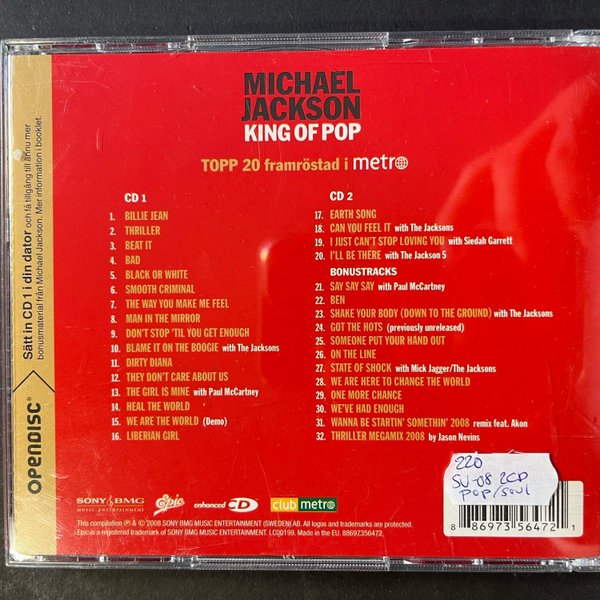 MICHAEL
JACKSON
KING OF POP
TOPP 20 framröstad i metro
CD 1
1. BILLIE JEAN
2. THRILLER
3. BEAT IT
4. BAD
5. BLACK OR WHITE
6. SMOOTH CRIMINAL
7. THE WAY YOU MAKE ME FEEL
8. MAN IN THE MIRROR
9. DON'T STOP 'TIL YOU GET ENOUGH
10. BLAME IT ON THE BOOGIE with The Jacksons
11. DIRTY DIANA
12. THEY DON'T CARE ABOUT US
13. THE GIRL IS MINE with Paul McCartney
14. HEAL THE WORLD
15. WE ARE THE WORLD (Demo)
16. LIBERIAN GIRL
CD 2
17. EARTH SONG
18. CAN YOU FEEL IT with The Jacksons
19. I JUST CAN'T STOP LOVING YOU with Siedah Garrett
20. I'LL BE THERE with The Jackson 5
BONUSTRACKS
21. SAY SAY SAY with Paul McCartney
22. BEN
23. SHAKE YOUR BODY (DOWN TO THE GROUND) with The Jacksons
24. GOT THE HOTS (previously unreleased)
25. SOMEONE PUT YOUR HAND OUT
26. ON THE LINE
27. STATE OF SHOCK with Mick Jagger/The Jacksons
28. WE ARE HERE TO CHANGE THE WORLD
29. ONE MORE CHANCE
30. WE'VE HAD ENOUGH
31. WANNA BE STARTIN' SOMETHIN' 2008 remix feat. Akon
32. THRILLER MEGAMIX 2008 by Jason Nevins
OPENDISC®
Sätt in CD 1 i din dator och få tillgång till ännu mer
bonusmaterial från Michael Jackson. Mer information i booklet.
SONY BMG
MUSIC ENTERTAINMENT
Epic
enhanced CD
club metro
This compilation ℗ & © 2008 SONY BMG MUSIC ENTERTAINMENT (SWEDEN) AB. All logos and trademarks are protected.
Epic is a registered trademark of SONY BMG MUSIC ENTERTAINMENT. LC00199. Made in the EU. 88697356472
220
SV-08 2CD
POP/SOUL
8 86973 56472 1